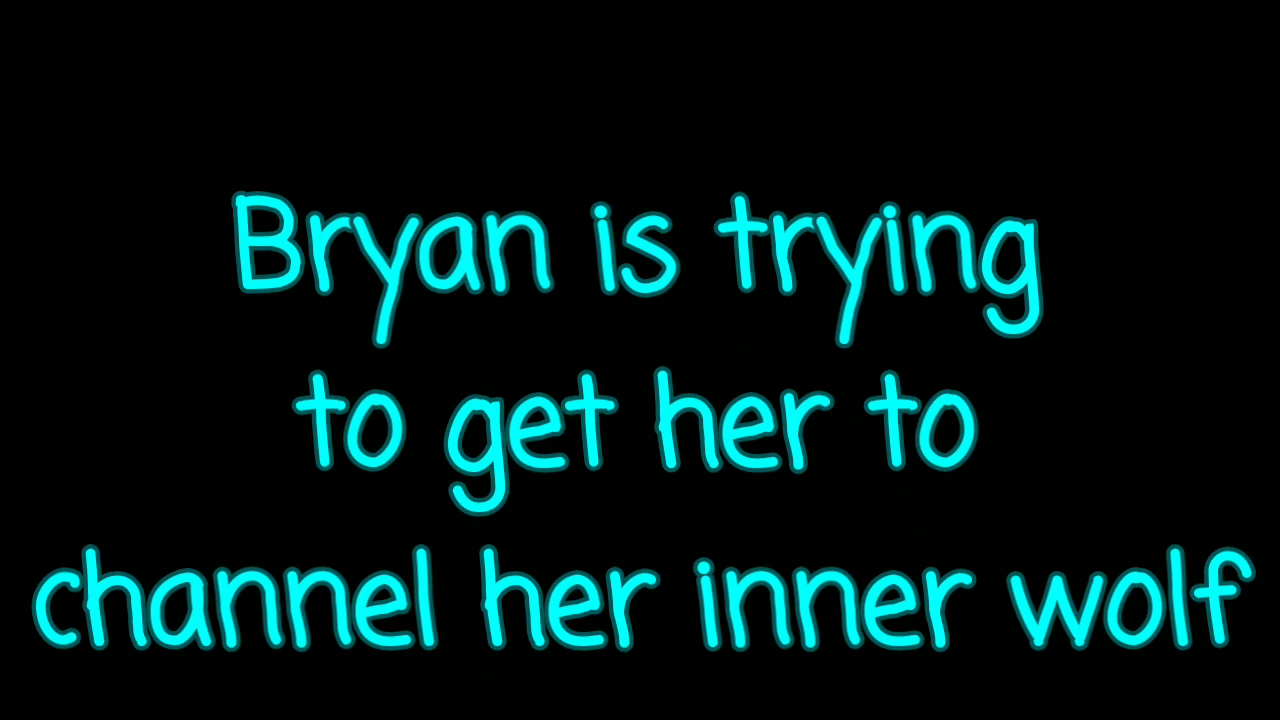 Bryan is trying
to get her to
channel her inner wolf